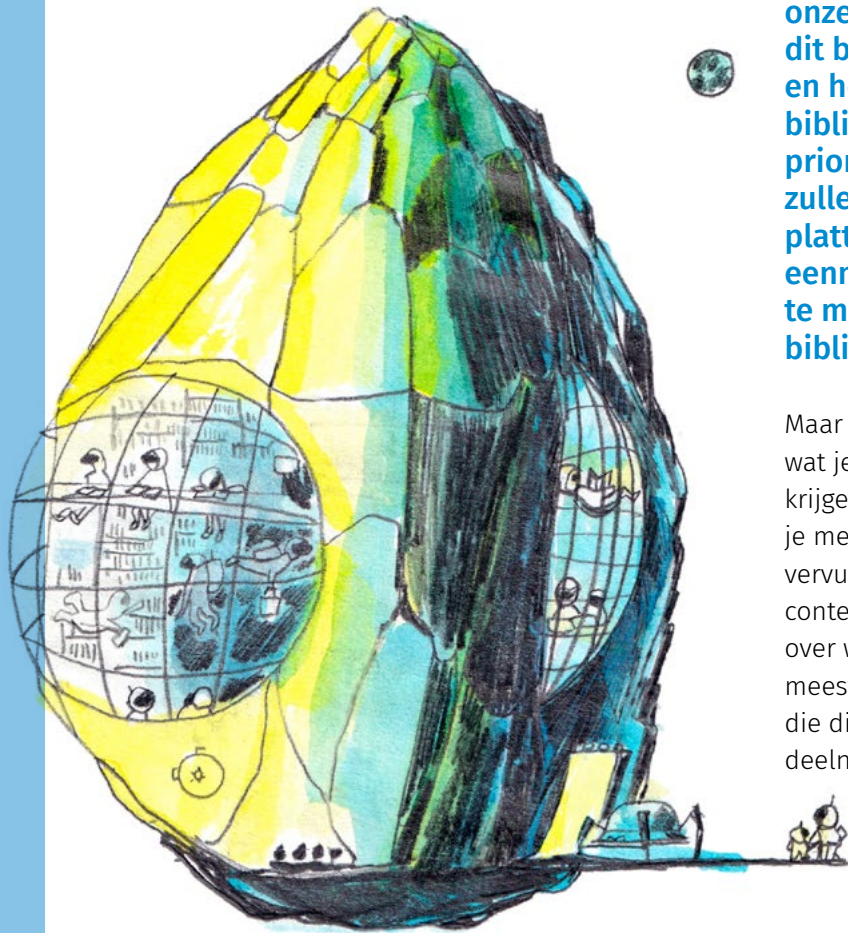 onze
dit b
en h
bibli
prior
zulle
platt
eenn
te m
bibli
Maar
wat je
krijge
je me
vervu
conte
over w
meest
die di
deeln